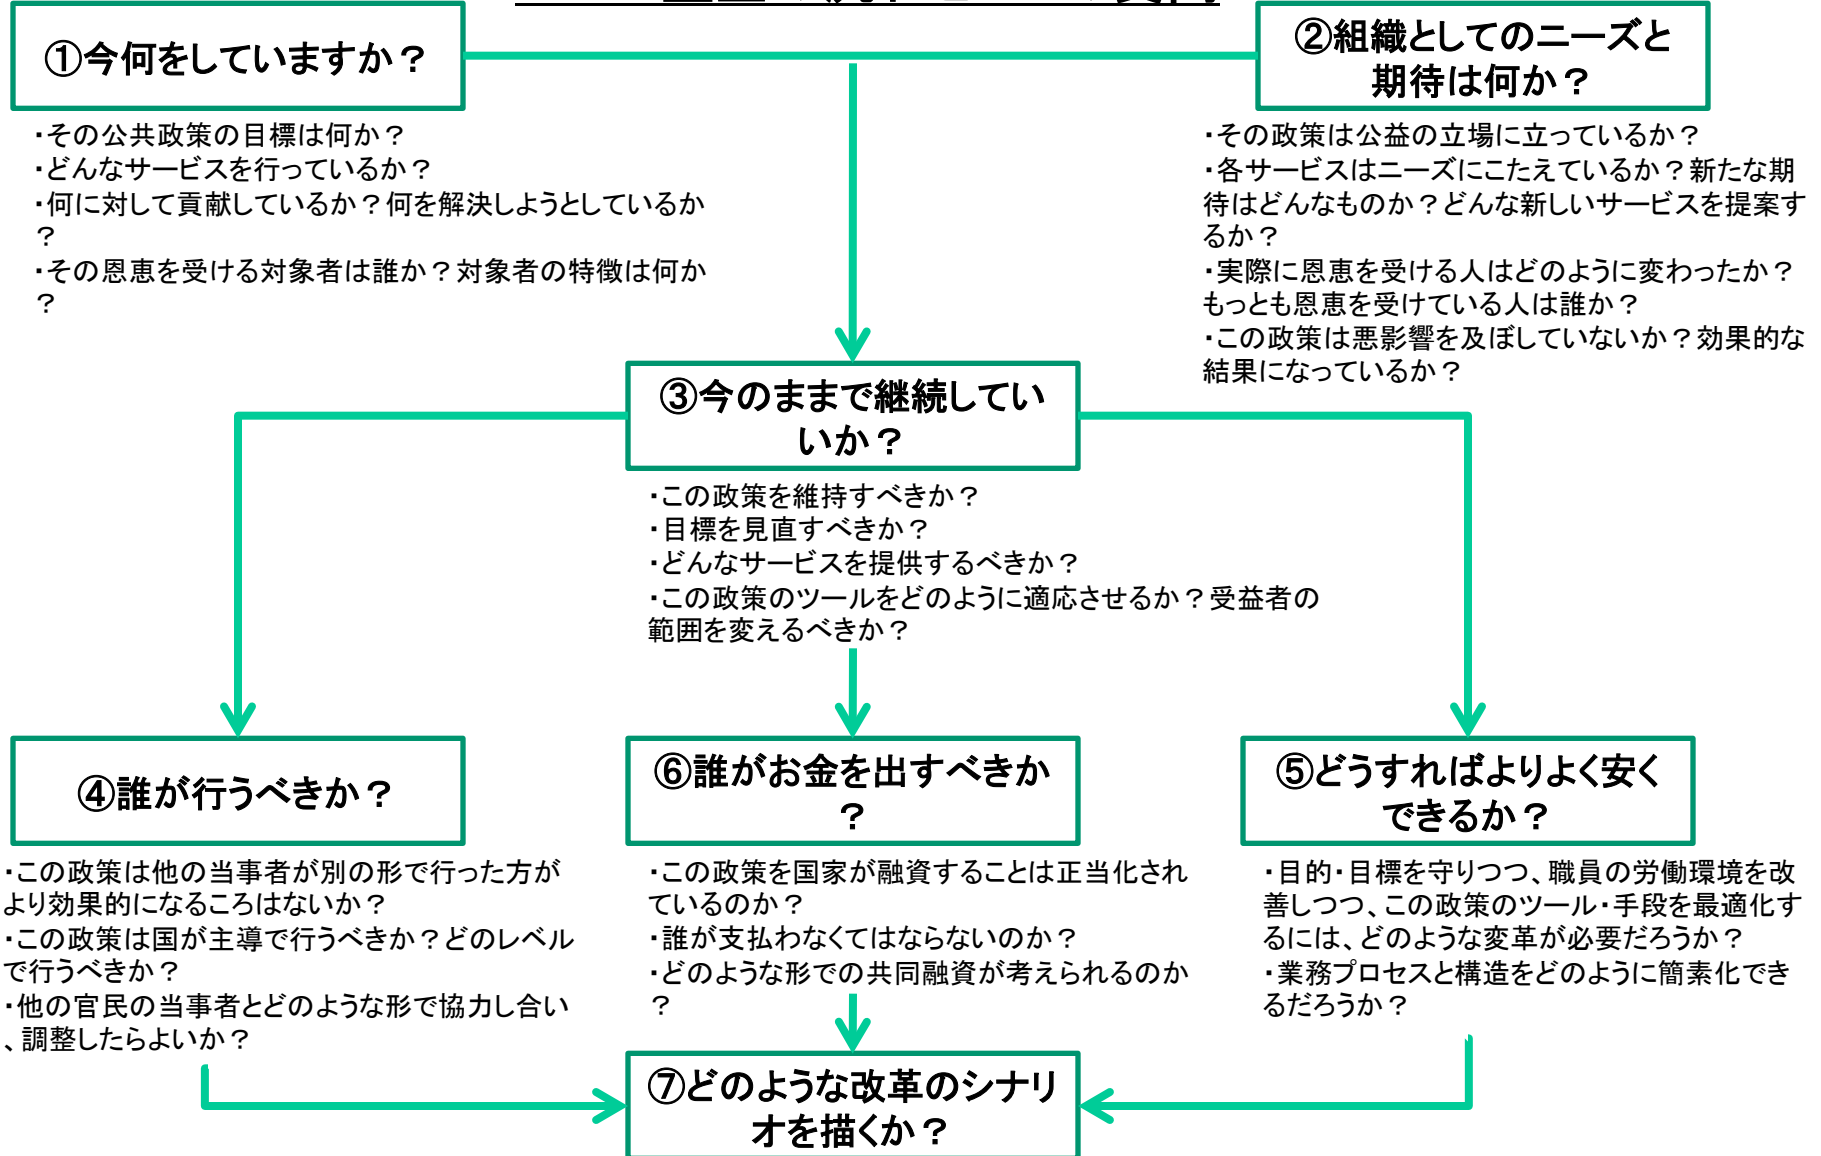 ①今何をしていますか？
・その公共政策の目標は何か？
・どんなサービスを行っているか？
・何に対して貢献しているか？何を解決しようとしているか
？
・その恩恵を受ける対象者は誰か？対象者の特徴は何か
？
②組織としてのニーズと
期待は何か？
・その政策は公益の立場に立っているか？
・各サービスはニーズにこたえているか？新たな期
待はどんなものか？どんな新しいサービスを提案す
るか？
・実際に恩恵を受ける人はどのように変わったか？
もっとも恩恵を受けている人は誰か？
・この政策は悪影響を及ぼしていないか？効果的な
結果になっているか？
③今のままで継続してい
いか？
・この政策を維持すべきか？
・目標を見直すべきか？
・どんなサービスを提供するべきか？
・この政策のツールをどのように適応させるか？受益者の
範囲を変えるべきか？
④誰が行うべきか？
・この政策は他の当事者が別の形で行った方が
より効果的になるころはないか？
・この政策は国が主導で行うべきか？どのレベル
で行うべきか？
・他の官民の当事者とどのような形で協力し合い
、調整したらよいか？
⑥誰がお金を出すべきか
？
・この政策を国家が融資することは正当化され
ているのか？
・誰が支払わなくてはならないのか？
・どのような形での共同融資が考えられるのか
？
⑤どうすればよりよく安く
できるか？
・目的・目標を守りつつ、職員の労働環境を改
善しつつ、この政策のツール・手段を最適化す
るには、どのような変革が必要だろうか？
・業務プロセスと構造をどのように簡素化でき
るだろうか？
⑦どのような改革のシナリ
オを描くか？